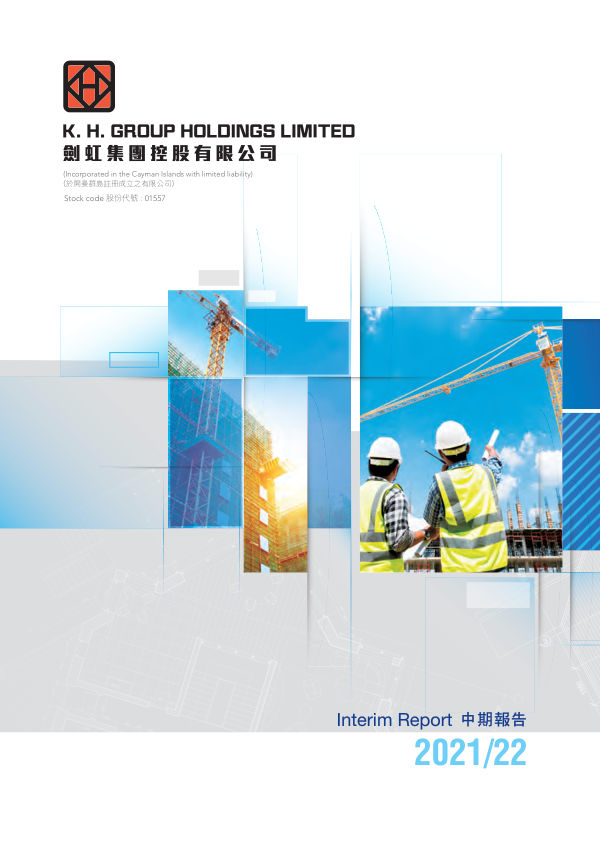 K. H. GROUP HOLDINGS LIMITED
劍虹集團控股有限公司
(Incorporated in the Cayman Islands with limited liability)
(於開曼群島註冊成立之有限公司)
Stock code 股份代號 : 01557
Interim Report 中期報告
2021/22